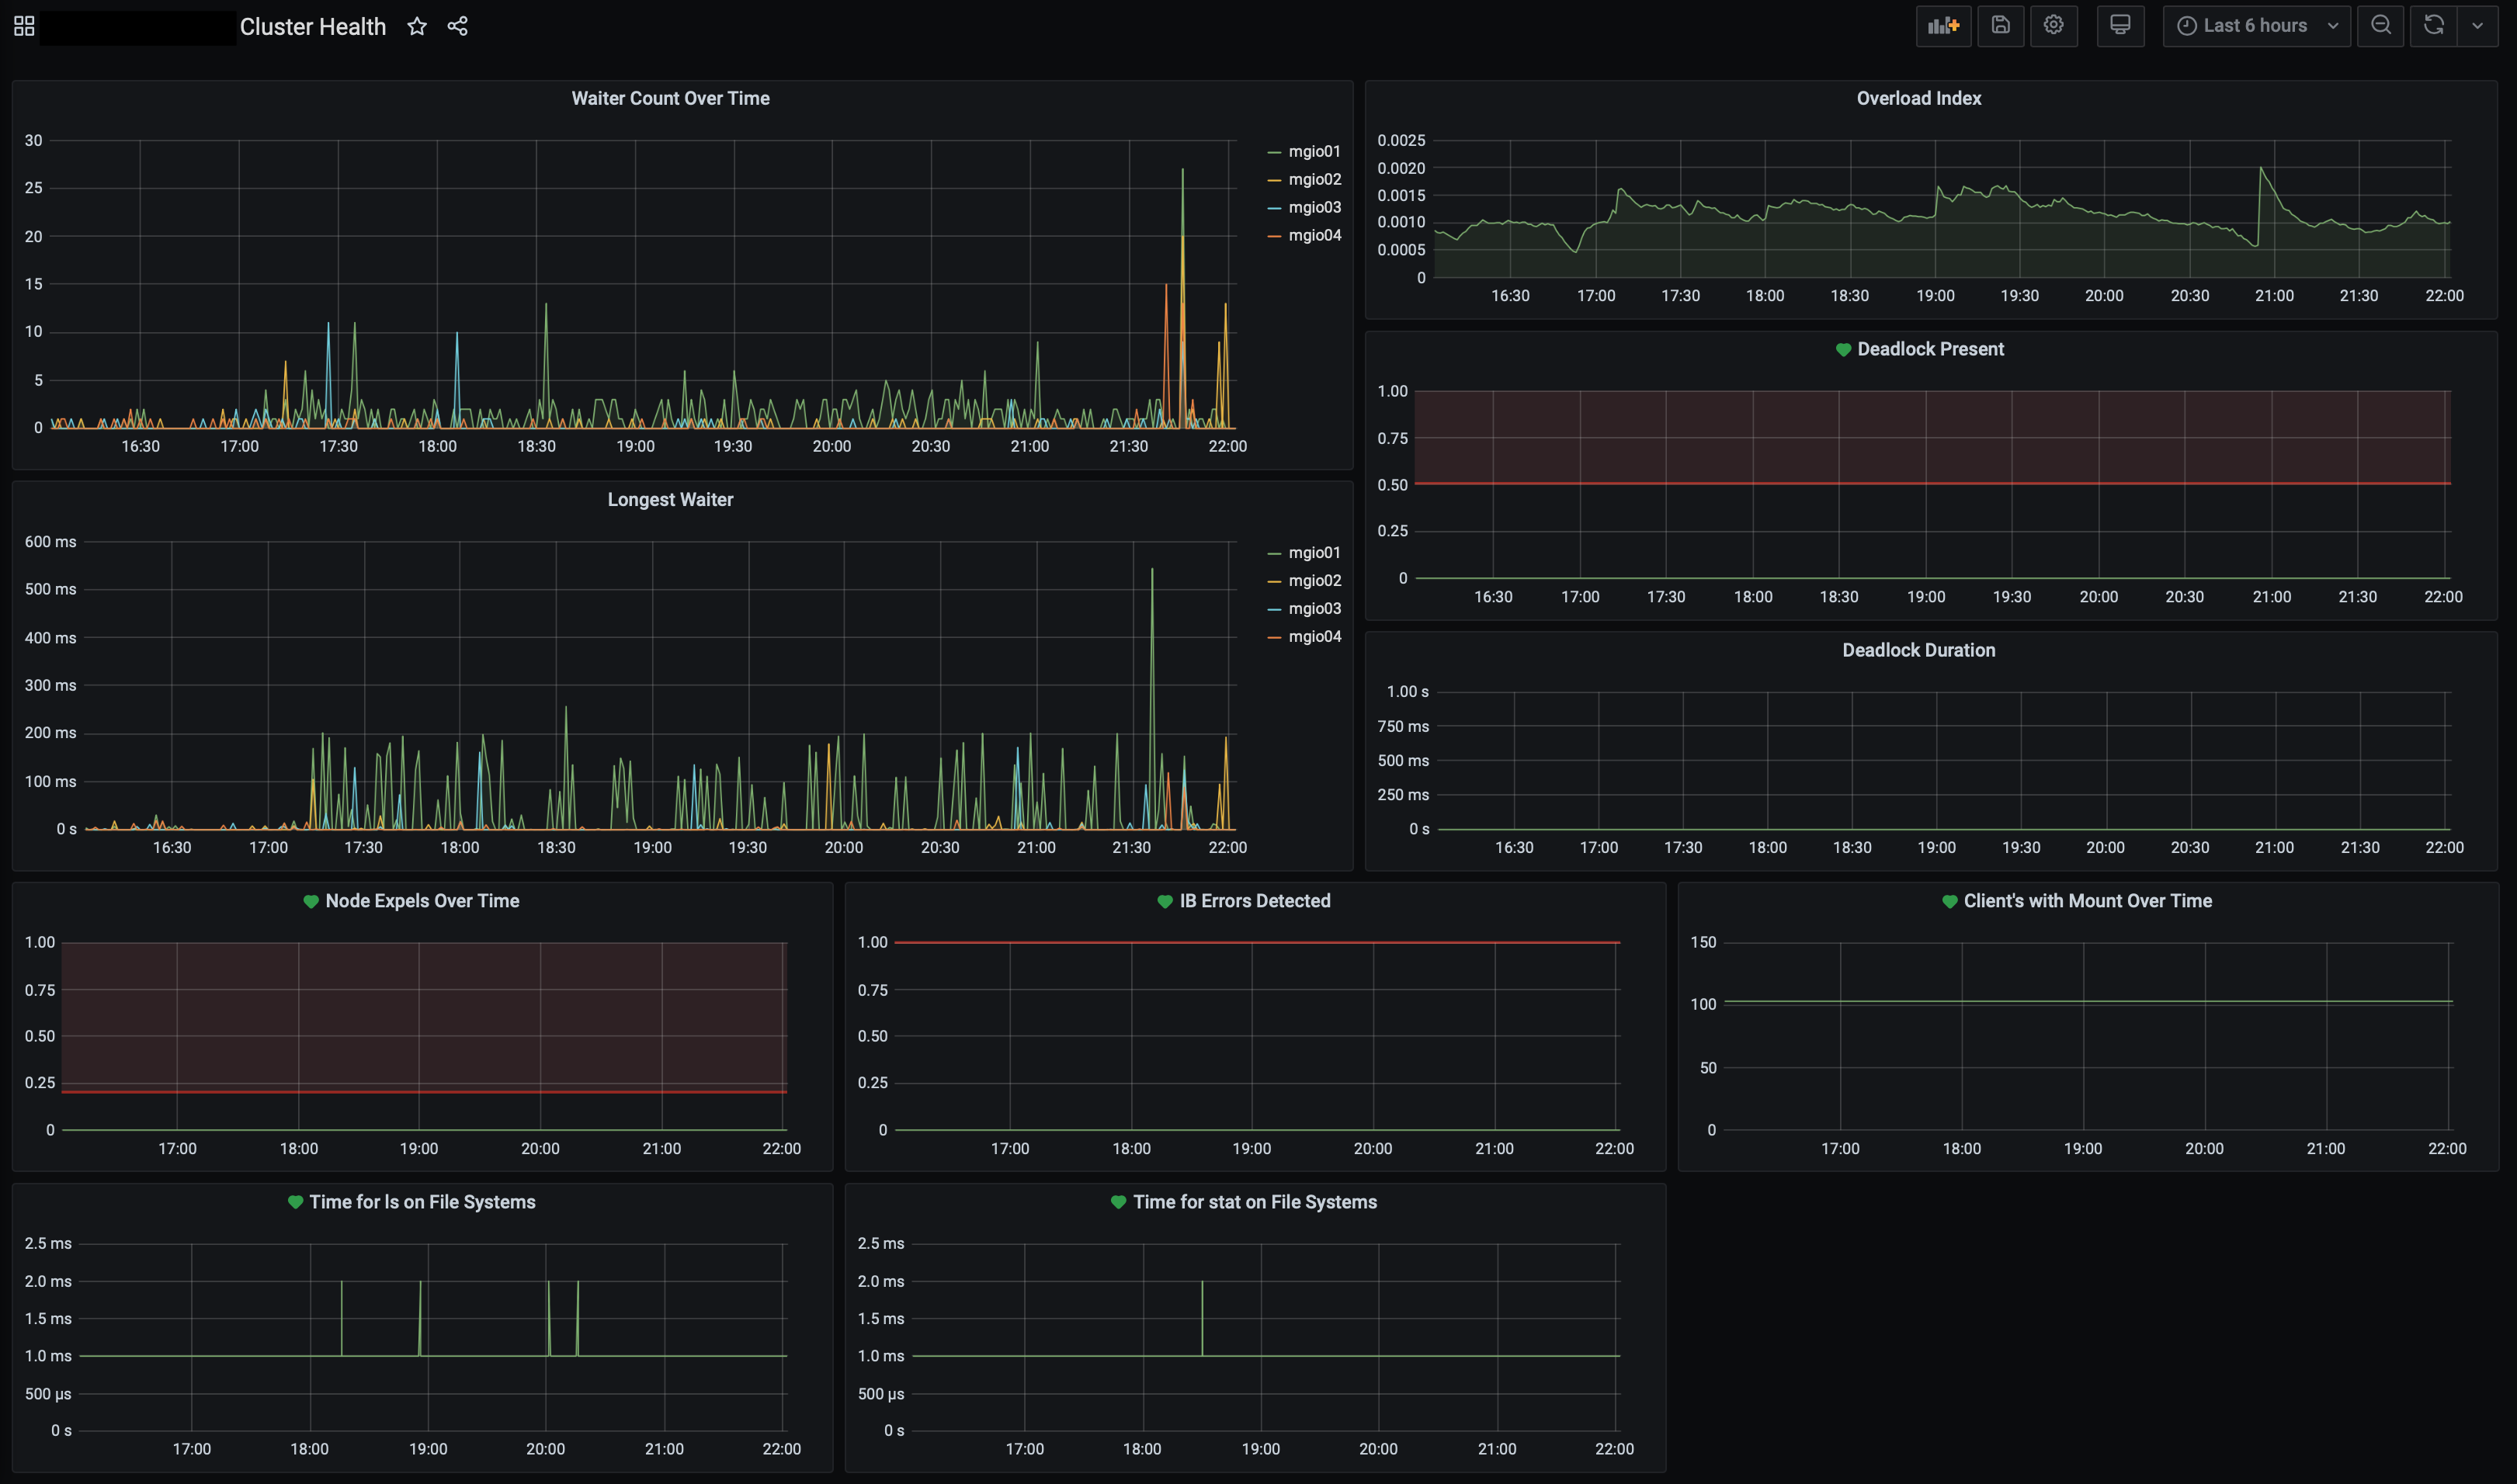 Cluster Health
Last 6 hours
Waiter Count Over Time
30
25
20
15
10
5
0
16:30 17:00 17:30 18:00 18:30 19:00 19:30 20:00 20:30 21:00 21:30 22:00
mgio01
mgio02
mgio03
mgio04
Overload Index
0.0025
0.0020
0.0015
0.0010
0.0005
0
16:30 17:00 17:30 18:00 18:30 19:00 19:30 20:00 20:30 21:00 21:30 22:00
Deadlock Present
1.00
0.75
0.50
0.25
0
16:30 17:00 17:30 18:00 18:30 19:00 19:30 20:00 20:30 21:00 21:30 22:00
Longest Waiter
600 ms
500 ms
400 ms
300 ms
200 ms
100 ms
0 s
16:30 17:00 17:30 18:00 18:30 19:00 19:30 20:00 20:30 21:00 21:30 22:00
mgio01
mgio02
mgio03
mgio04
Deadlock Duration
1.00 s
750 ms
500 ms
250 ms
0 s
16:30 17:00 17:30 18:00 18:30 19:00 19:30 20:00 20:30 21:00 21:30 22:00
Node Expels Over Time
1.00
0.75
0.50
0.25
0
17:00 18:00 19:00 20:00 21:00 22:00
IB Errors Detected
1.00
0.75
0.50
0.25
0
17:00 18:00 19:00 20:00 21:00 22:00
Client's with Mount Over Time
150
100
50
0
17:00 18:00 19:00 20:00 21:00 22:00
Time for ls on File Systems
2.5 ms
2.0 ms
1.5 ms
1.0 ms
500 µs
0 s
17:00 18:00 19:00 20:00 21:00 22:00
Time for stat on File Systems
2.5 ms
2.0 ms
1.5 ms
1.0 ms
500 µs
0 s
17:00 18:00 19:00 20:00 21:00 22:00